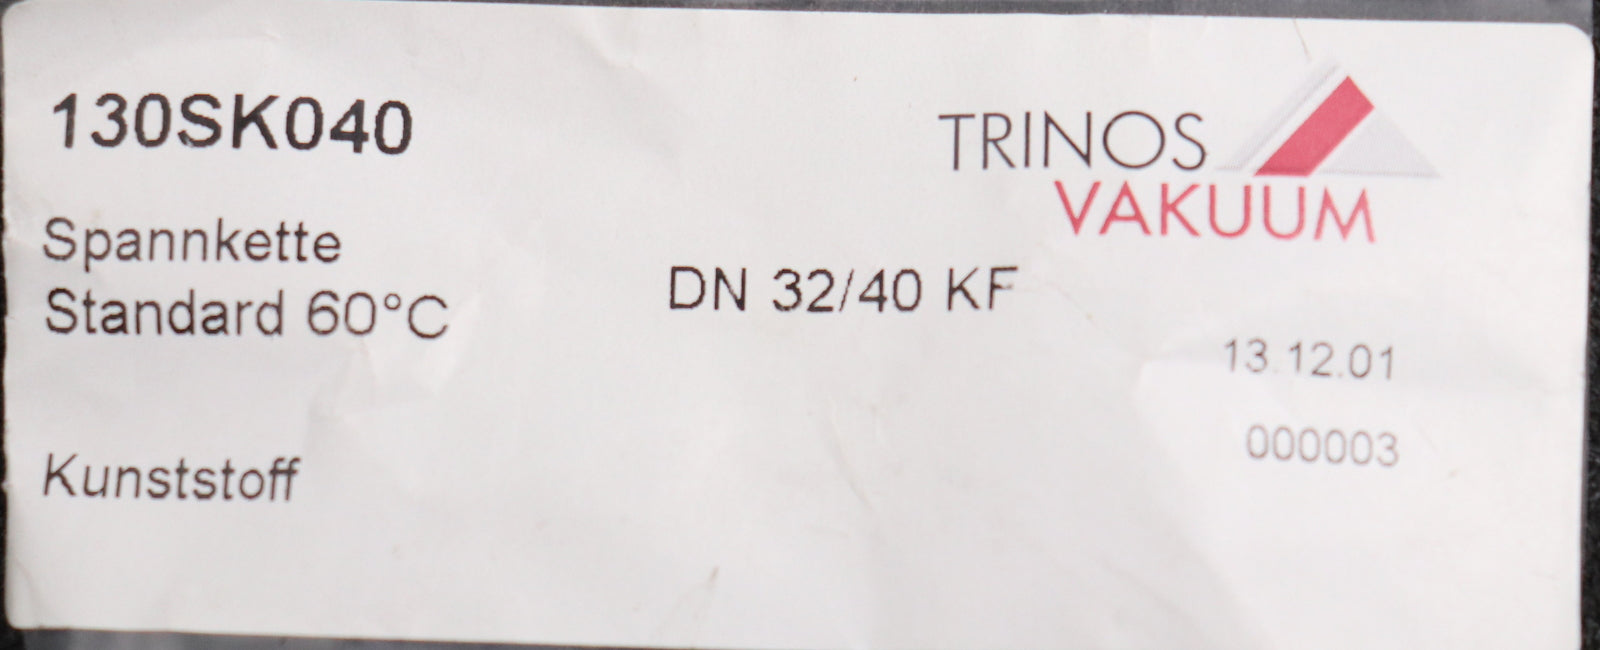 130SK040
TRINOS
VAKUUM
Spannkette
Standard 60°C
DN 32/40 KF
13.12.01
000003
Kunststoff